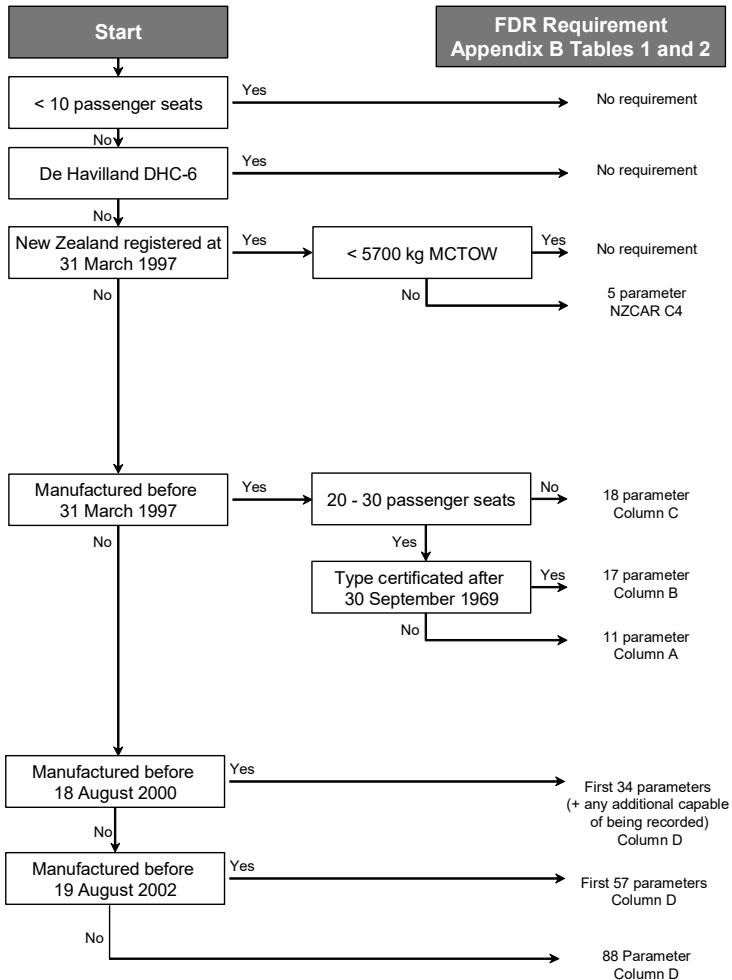 Start
FDR Requirement
Appendix B Tables 1 and 2
< 10 passenger seats
Yes
No requirement
No
De Havilland DHC-6
Yes
No requirement
No
New Zealand registered at
31 March 1997
Yes
< 5700 kg MCTOW
Yes
No requirement
No
No
5 parameter
NZCAR C4
Manufactured before
31 March 1997
Yes
20 - 30 passenger seats
No
18 parameter
Column C
No
Yes
Type certificated after
30 September 1969
Yes
17 parameter
Column B
No
11 parameter
Column A
Manufactured before
18 August 2000
Yes
First 34 parameters
(+ any additional capable
of being recorded)
Column D
No
Manufactured before
19 August 2002
Yes
First 57 parameters
Column D
No
88 Parameter
Column D